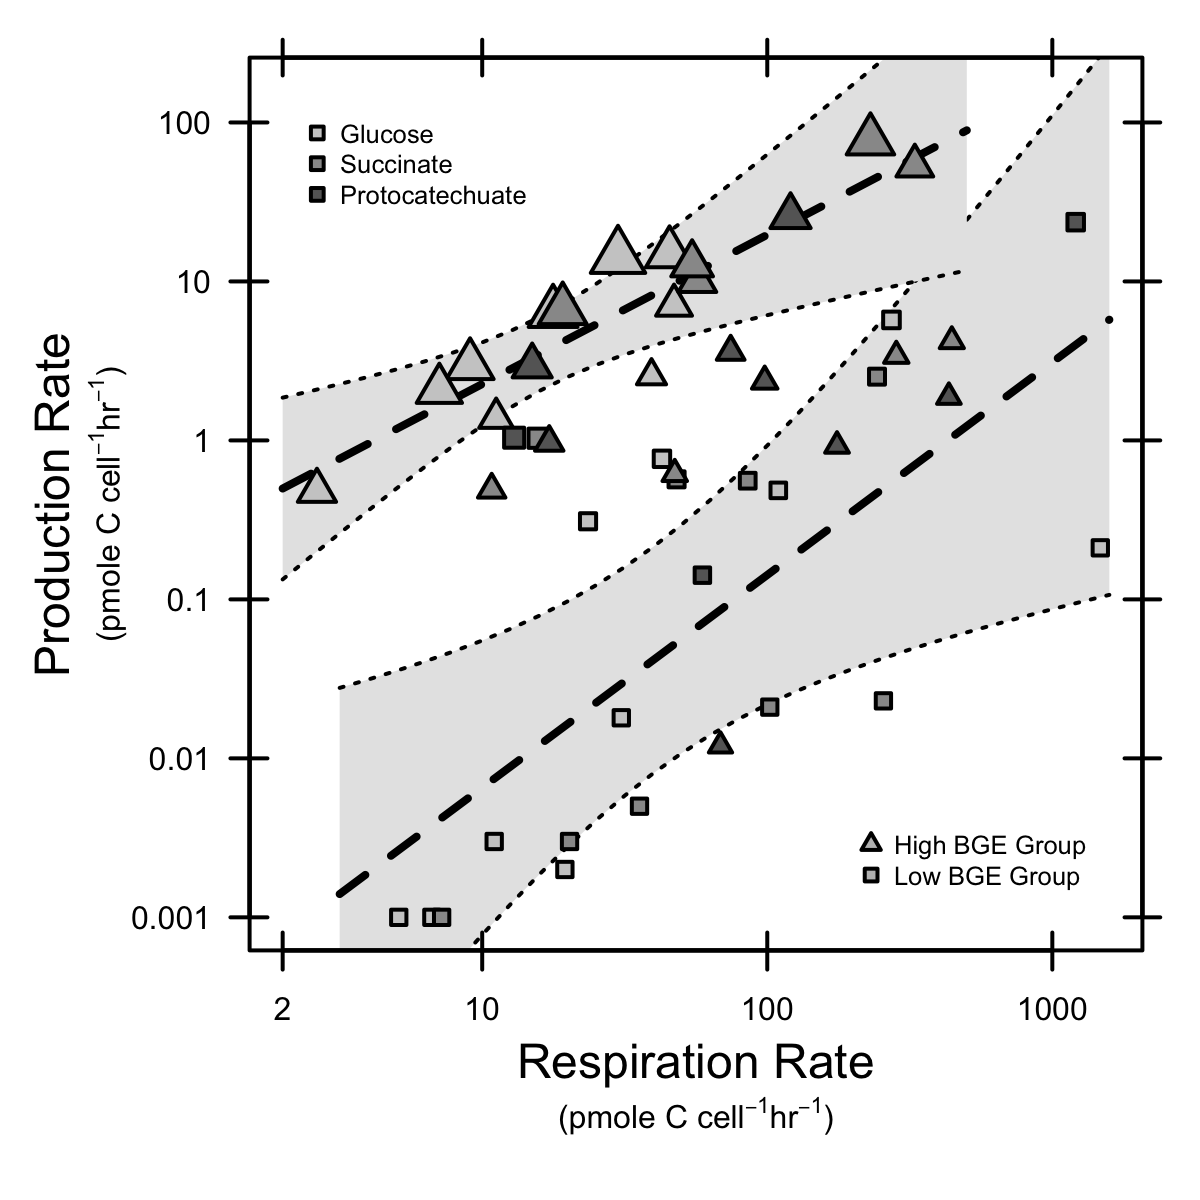 Glucose
Succinate
Protocatechuate
100
10
1
0.1
0.01
0.001
Production Rate
(pmole C cell⁻¹hr⁻¹)
High BGE Group
Low BGE Group
2 10 100 1000
Respiration Rate
(pmole C cell⁻¹hr⁻¹)